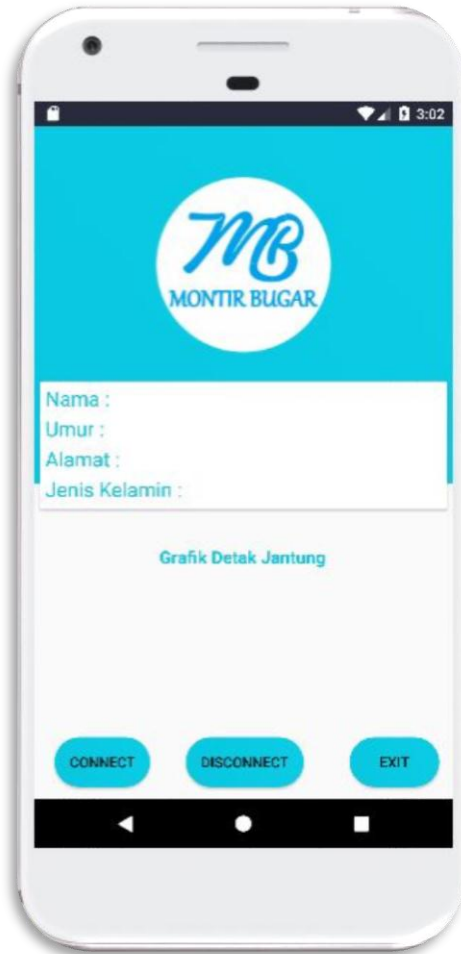 3:02
MB
MONTIR BUGAR
Nama :
Umur :
Alamat :
Jenis Kelamin :
Grafik Detak Jantung
CONNECT DISCONNECT EXIT